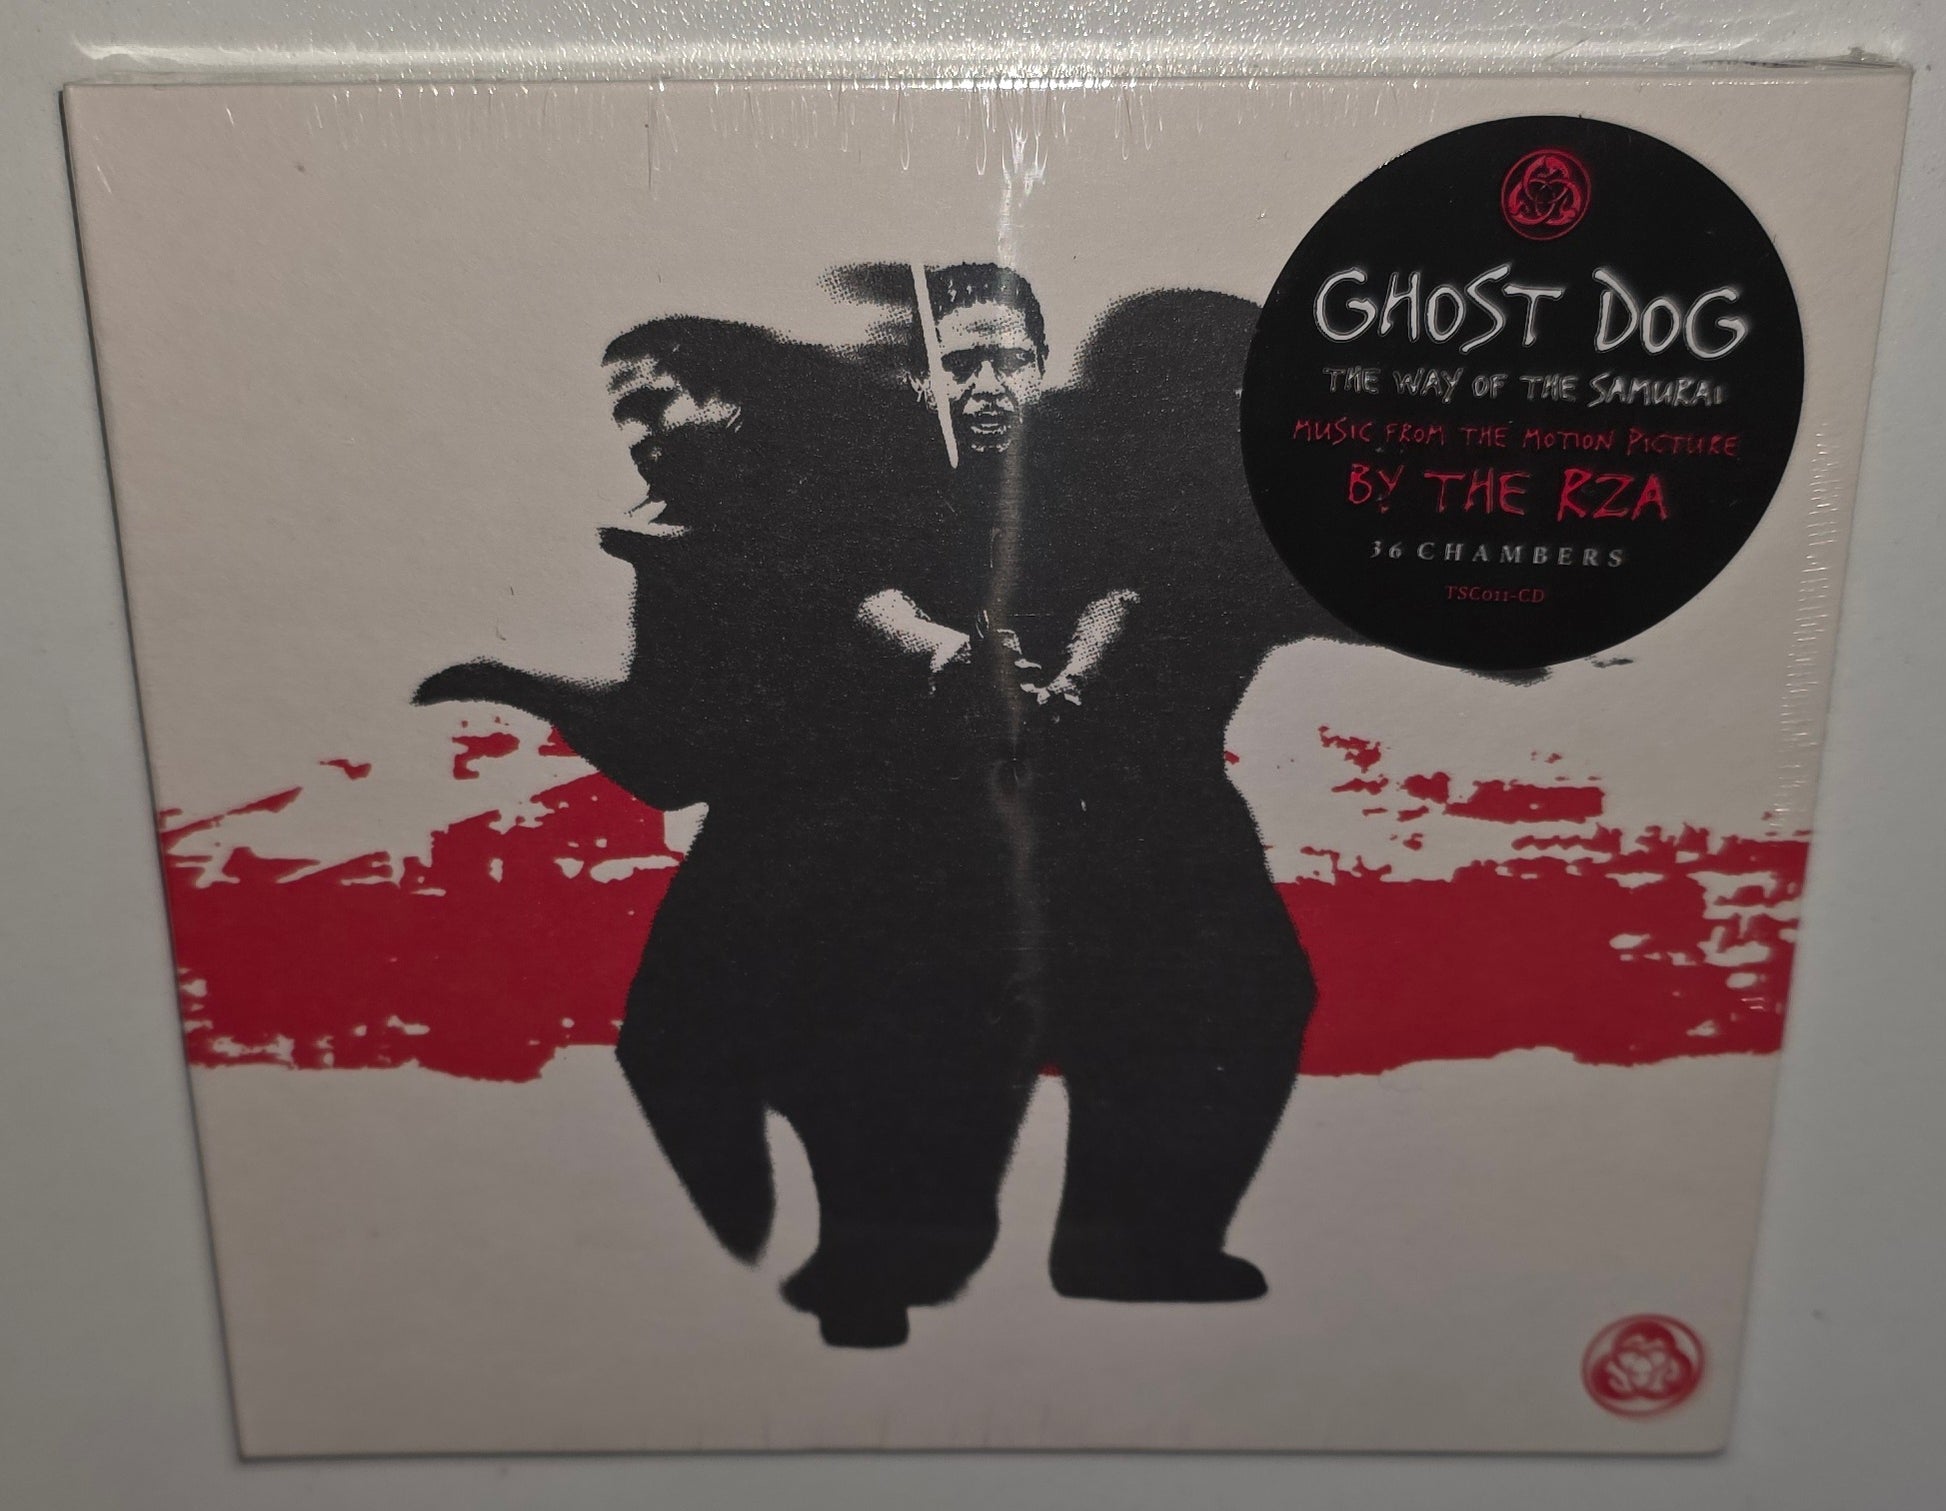 GHOST DOG
THE WAY OF THE SAMURAI
MUSIC FROM THE MOTION PICTURE
BY THE RZA
36 CHAMBERS
TSC011-CD